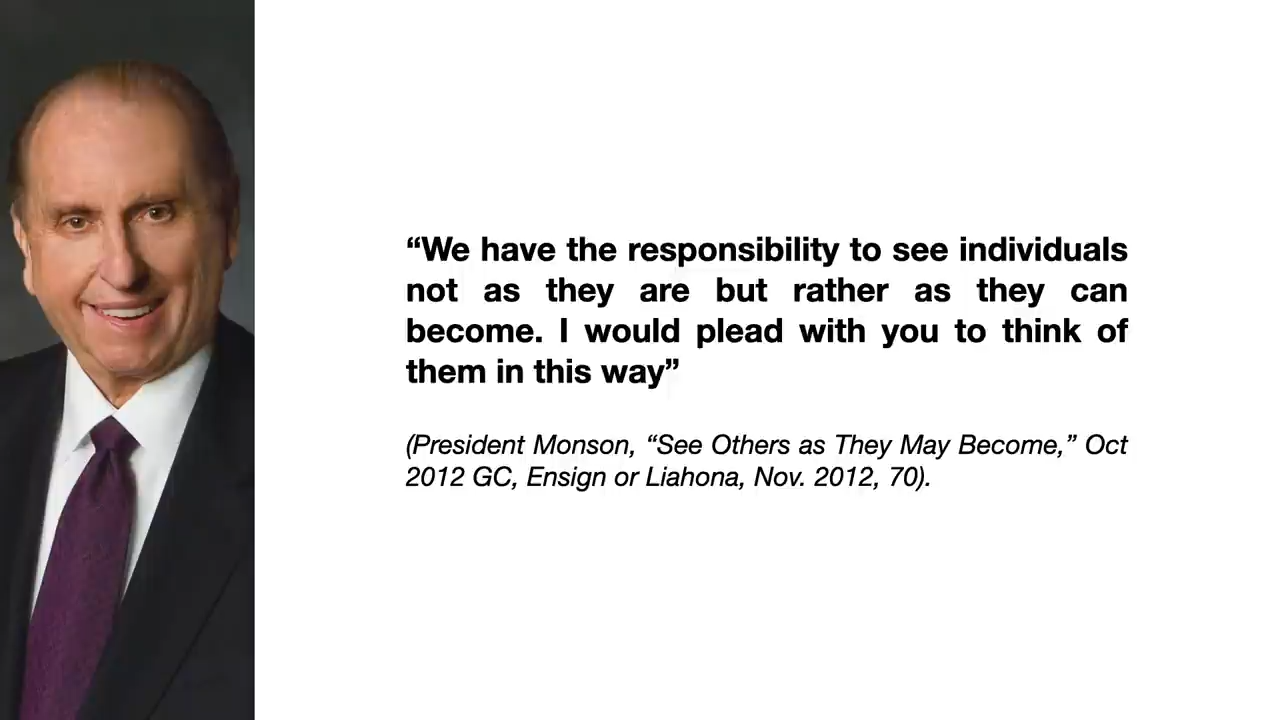 “We have the responsibility to see individuals
not as they are but rather as they can
become. I would plead with you to think of
them in this way”
(President Monson, “See Others as They May Become,” Oct
2012 GC, Ensign or Liahona, Nov. 2012, 70).